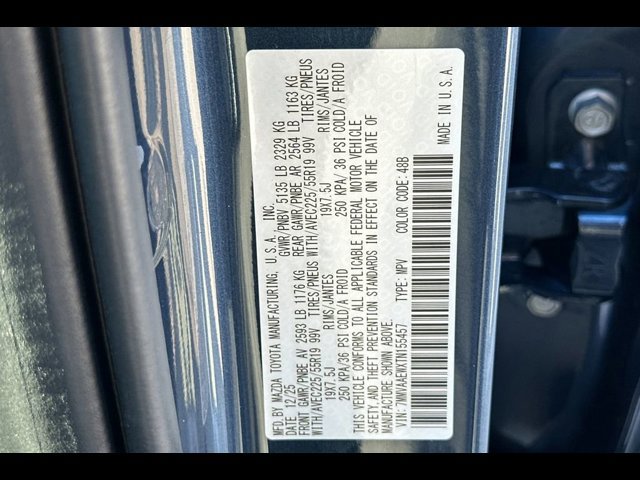 MFD.BY MAZDA TOYOTA MANUFACTURING, U.S.A. INC.
DATE 12/25 GVWR/PNBV 5135 LB 2329 KG
FRONT GAWR/PNBE AV 2593 LB 1176 KG REAR GAWR/PNBE AR 2564 LB 1163 KG
WITH/AVEC225/55R19 99V TIRES/PNEUS WITH/AVEC225/55R19 99V TIRES/PNEUS
19X7.5J RIMS/JANTES 19X7.5J RIMS/JANTES
250 KPA/36 PSI COLD/A FROID 250 KPA/ 36 PSI COLD/A FROID
THIS VEHICLE CONFORMS TO ALL APPLICABLE FEDERAL MOTOR VEHICLE
SAFETY,AND THEFT PREVENTION STANDARDS IN EFFECT ON THE DATE OF
MANUFACTURE SHOWN ABOVE.
VIN: 7MMVAAEWXTN155457 TYPE: MPV COLOR CODE:48B
MADE IN U.S.A.